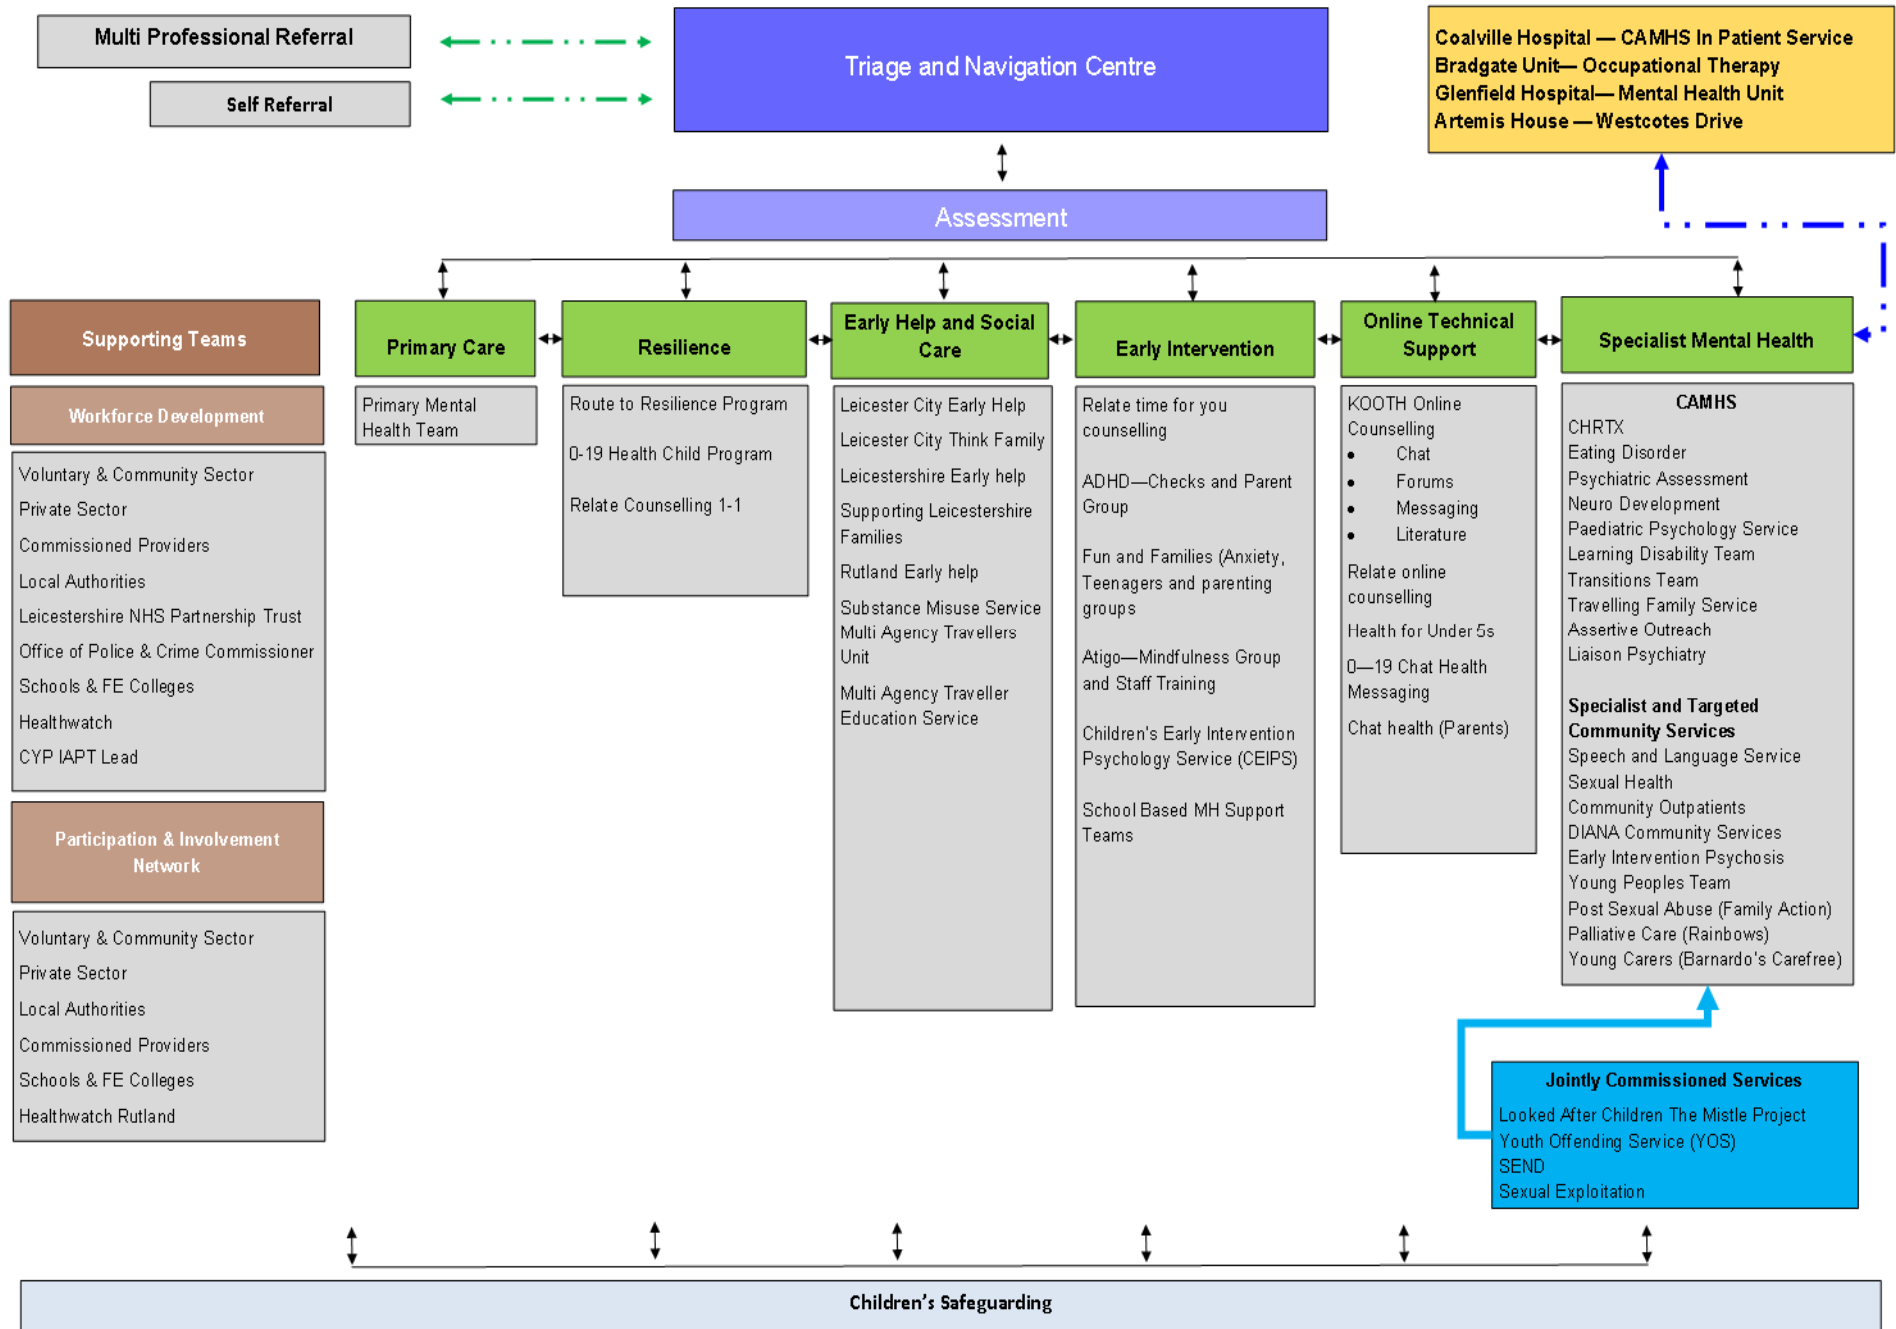 Multi Professional Referral
Self Referral
Triage and Navigation Centre
Coalville Hospital — CAMHS In Patient Service
Bradgate Unit— Occupational Therapy
Glenfield Hospital— Mental Health Unit
Artemis House — Westcotes Drive
Assessment
Supporting Teams
Workforce Development
Voluntary & Community Sector
Private Sector
Commissioned Providers
Local Authorities
Leicestershire NHS Partnership Trust
Office of Police & Crime Commissioner
Schools & FE Colleges
Healthwatch
CYP IAPT Lead
Participation & Involvement
Network
Voluntary & Community Sector
Private Sector
Local Authorities
Commissioned Providers
Schools & FE Colleges
Healthwatch Rutland
Primary Care
Primary Mental
Health Team
Resilience
Route to Resilience Program
0-19 Health Child Program
Relate Counselling 1-1
Early Help and Social
Care
Leicester City Early Help
Leicester City Think Family
Leicestershire Early help
Supporting Leicestershire
Families
Rutland Early help
Substance Misuse Service
Multi Agency Travellers
Unit
Multi Agency Traveller
Education Service
Early Intervention
Relate time for you
counselling
ADHD—Checks and Parent
Group
Fun and Families (Anxiety,
Teenagers and parenting
groups
Atigo—Mindfulness Group
and Staff Training
Children's Early Intervention
Psychology Service (CEIPS)
School Based MH Support
Teams
Online Technical
Support
KOOTH Online
Counselling
• Chat
• Forums
• Messaging
• Literature
Relate online
counselling
Health for Under 5s
0—19 Chat Health
Messaging
Chat health (Parents)
Specialist Mental Health
CAMHS
CHRTX
Eating Disorder
Psychiatric Assessment
Neuro Development
Paediatric Psychology Service
Learning Disability Team
Transitions Team
Travelling Family Service
Assertive Outreach
Liaison Psychiatry
Specialist and Targeted
Community Services
Speech and Language Service
Sexual Health
Community Outpatients
DIANA Community Services
Early Intervention Psychosis
Young Peoples Team
Post Sexual Abuse (Family Action)
Palliative Care (Rainbows)
Young Carers (Barnardo's Carefree)
Jointly Commissioned Services
Looked After Children The Mistle Project
Youth Offending Service (YOS)
SEND
Sexual Exploitation
Children's Safeguarding